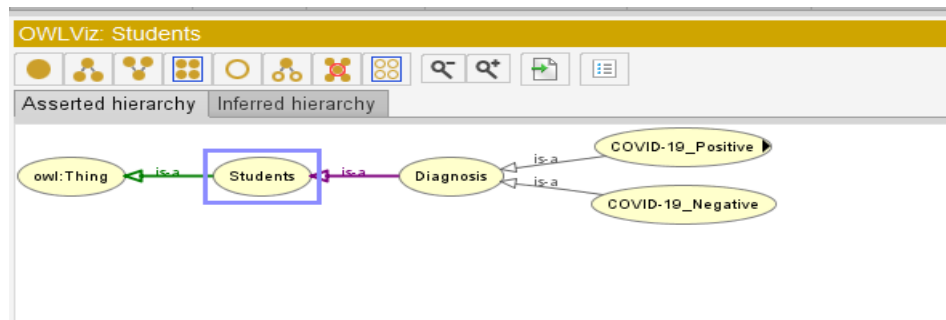 OWLViz: Students
Asserted hierarchy Inferred hierarchy
owl:Thing is-a Students is-a Diagnosis is-a COVID-19_Positive
is-a COVID-19_Negative